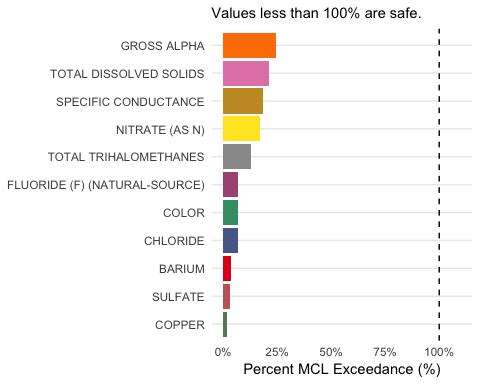 Values less than 100% are safe.
GROSS ALPHA
TOTAL DISSOLVED SOLIDS
SPECIFIC CONDUCTANCE
NITRATE (AS N)
TOTAL TRIHALOMETHANES
FLUORIDE (F) (NATURAL-SOURCE)
COLOR
CHLORIDE
BARIUM
SULFATE
COPPER
0% 25% 50% 75% 100%
Percent MCL Exceedance (%)